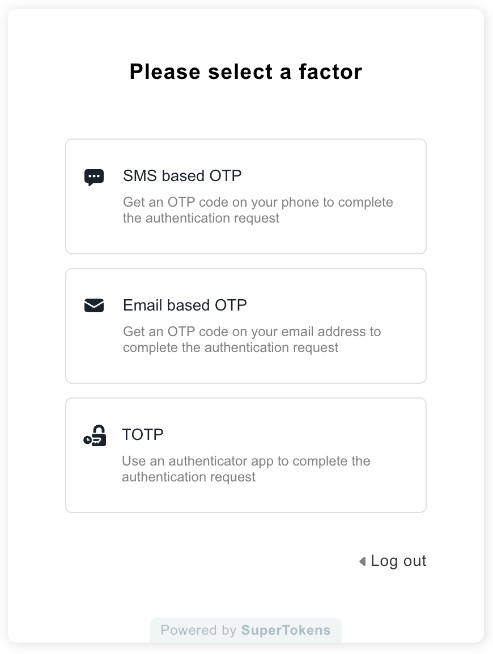 Please select a factor
SMS based OTP
Get an OTP code on your phone to complete
the authentication request
Email based OTP
Get an OTP code on your email address to
complete the authentication request
TOTP
Use an authenticator app to complete the
authentication request
Log out
Powered by SuperTokens